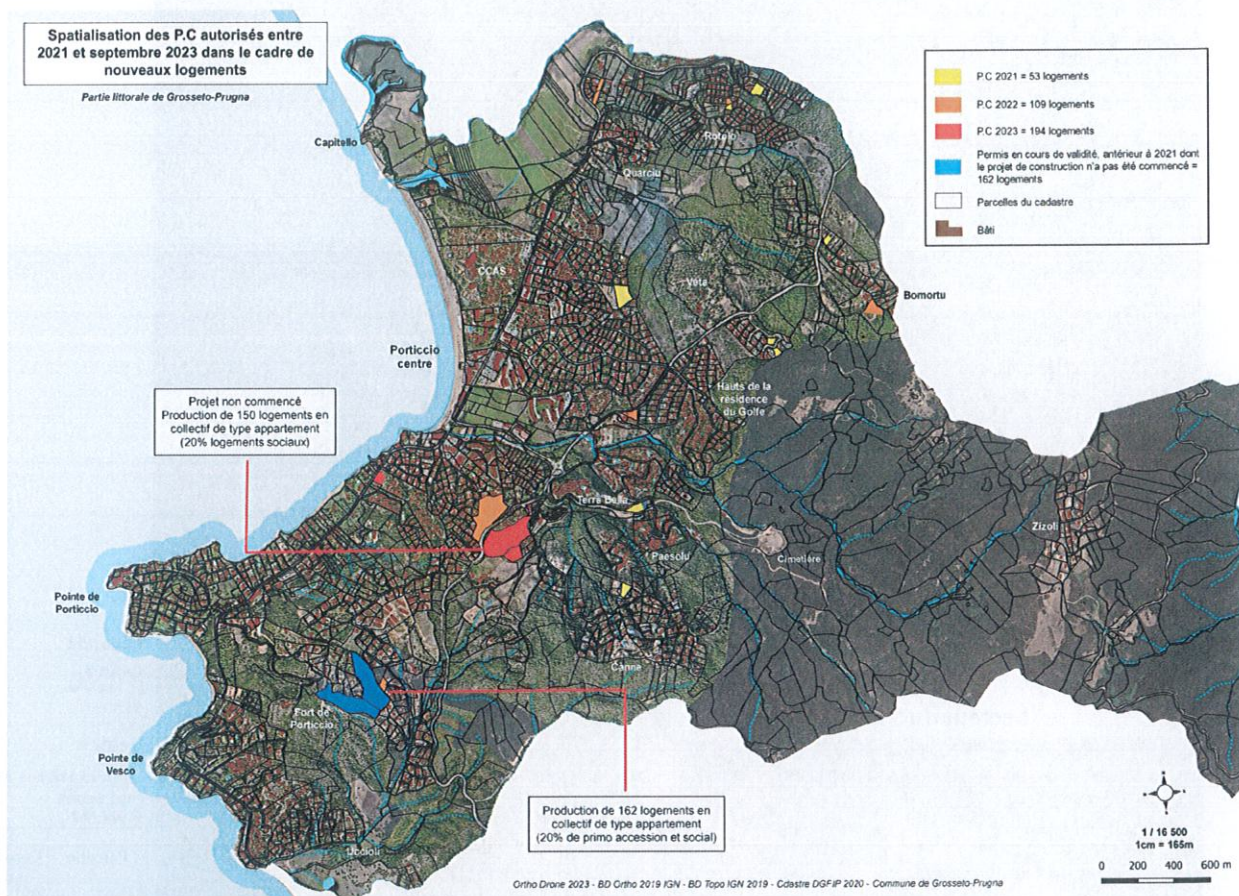 Spatialisation des P.C autorisés entre
2021 et septembre 2023 dans le cadre de
nouveaux logements
Partie littorale de Grosseto-Prugna
P.C 2021 = 53 logements
P.C 2022 = 109 logements
P.C 2023 = 194 logements
Permis en cours de validité, antérieur à 2021 dont
le projet de construction n'a pas été commencé =
162 logements
Parcelles du cadastre
Bâti
Capitello
Rotolo
Quarciu
CCAS
Vota
Bomortu
Porticcio
centre
Hauts de la
résidence
du Golfe
Projet non commencé
Production de 150 logements en
collectif de type appartement
(20% logements sociaux)
Terre Bella
Zizoli
Paesolu
Cimetière
Pointe de
Porticcio
Canne
Fort de
Porticcio
Pointe de
Vesco
Production de 162 logements en
collectif de type appartement
(20% de primo accession et social)
Uccioli
1 / 16 500
1cm = 165m
0 200 400 600 m
Ortho Drone 2023 - BD Ortho 2019 IGN - BD Topo IGN 2019 - Cdastre DGFIP 2020 - Commune de Grosseto-Prugna